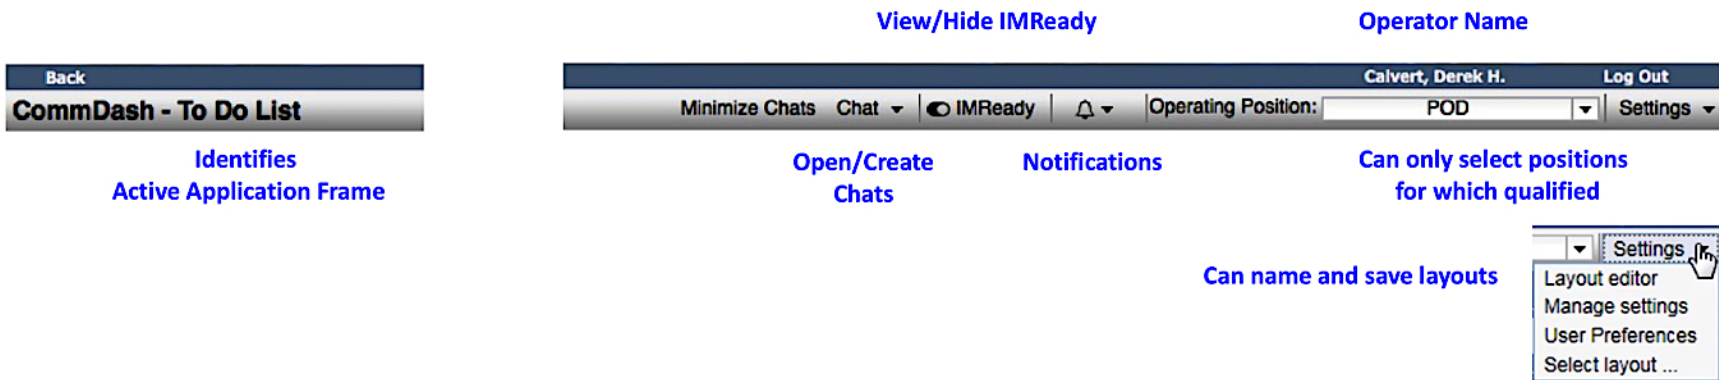 View/Hide IMReady
Operator Name
Back
Calvert, Derek H.
Log Out
CommDash - To Do List
Minimize Chats
Chat
IMReady
Operating Position:
POD
Settings
Identifies
Active Application Frame
Open/Create
Chats
Notifications
Can only select positions
for which qualified
Can name and save layouts
Settings
Layout editor
Manage settings
User Preferences
Select layout ...